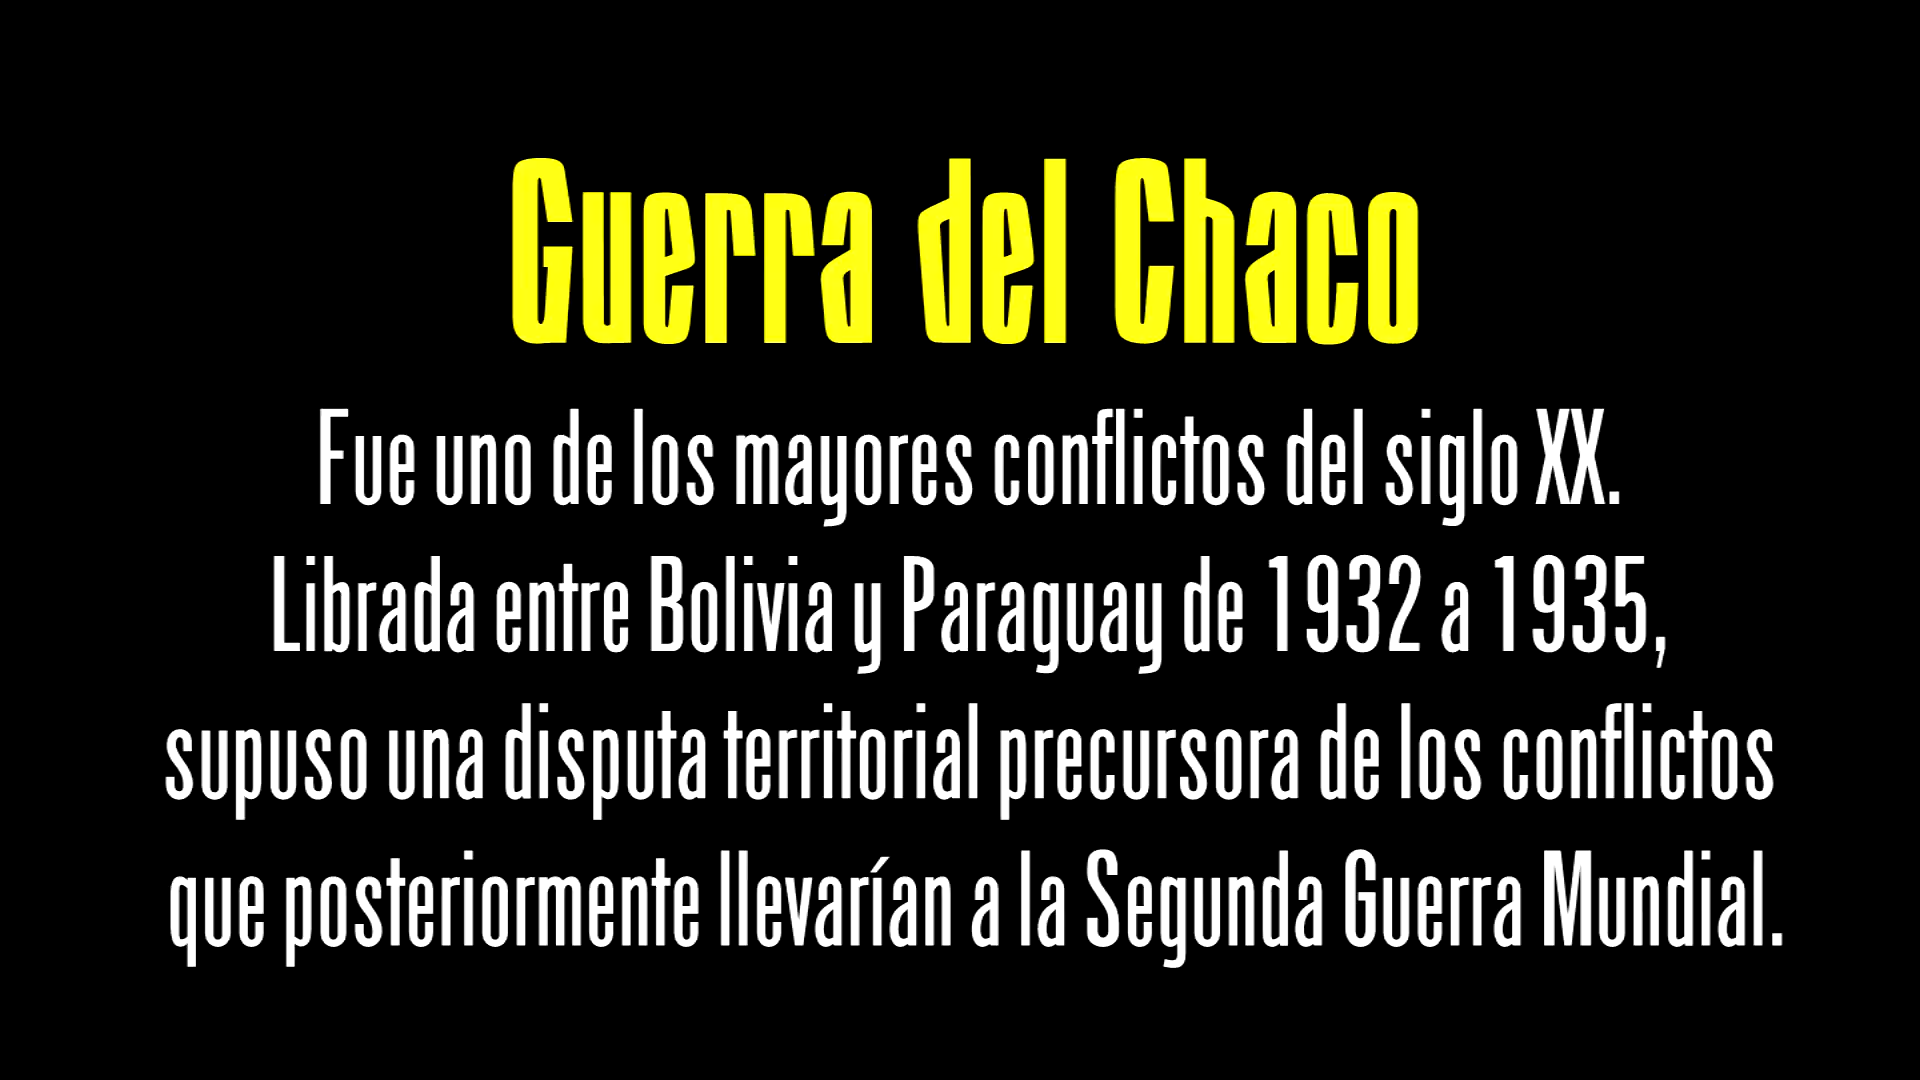 Guerra del Chaco
Fue uno de los mayores conflictos del siglo XX.
Librada entre Bolivia y Paraguay de 1932 a 1935,
supuso una disputa territorial precursora de los conflictos
que posteriormente llevarían a la Segunda Guerra Mundial.